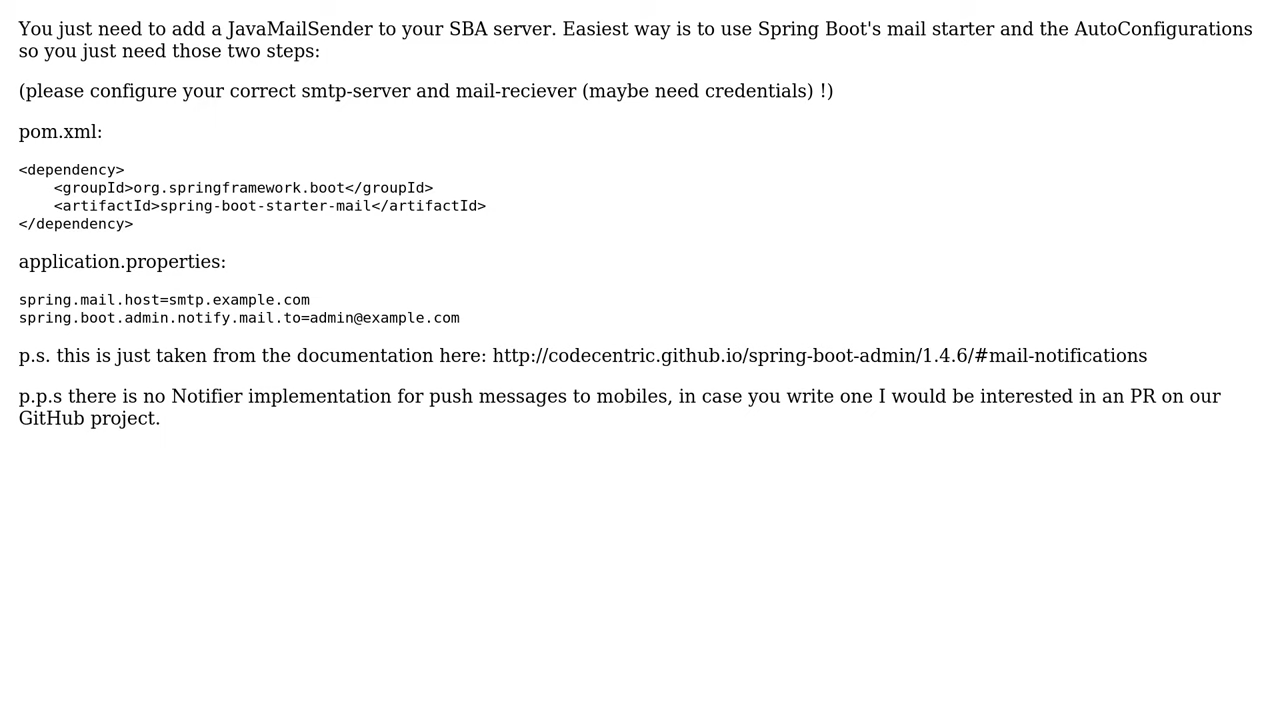 You just need to add a JavaMailSender to your SBA server. Easiest way is to use Spring Boot's mail starter and the AutoConfigurations
so you just need those two steps:
(please configure your correct smtp-server and mail-reciever (maybe need credentials) !)
pom.xml:
<dependency>
    <groupId>org.springframework.boot</groupId>
    <artifactId>spring-boot-starter-mail</artifactId>
</dependency>
application.properties:
spring.mail.host=smtp.example.com
spring.boot.admin.notify.mail.to=admin@example.com
p.s. this is just taken from the documentation here: http://codecentric.github.io/spring-boot-admin/1.4.6/#mail-notifications
p.p.s there is no Notifier implementation for push messages to mobiles, in case you write one I would be interested in an PR on our
GitHub project.